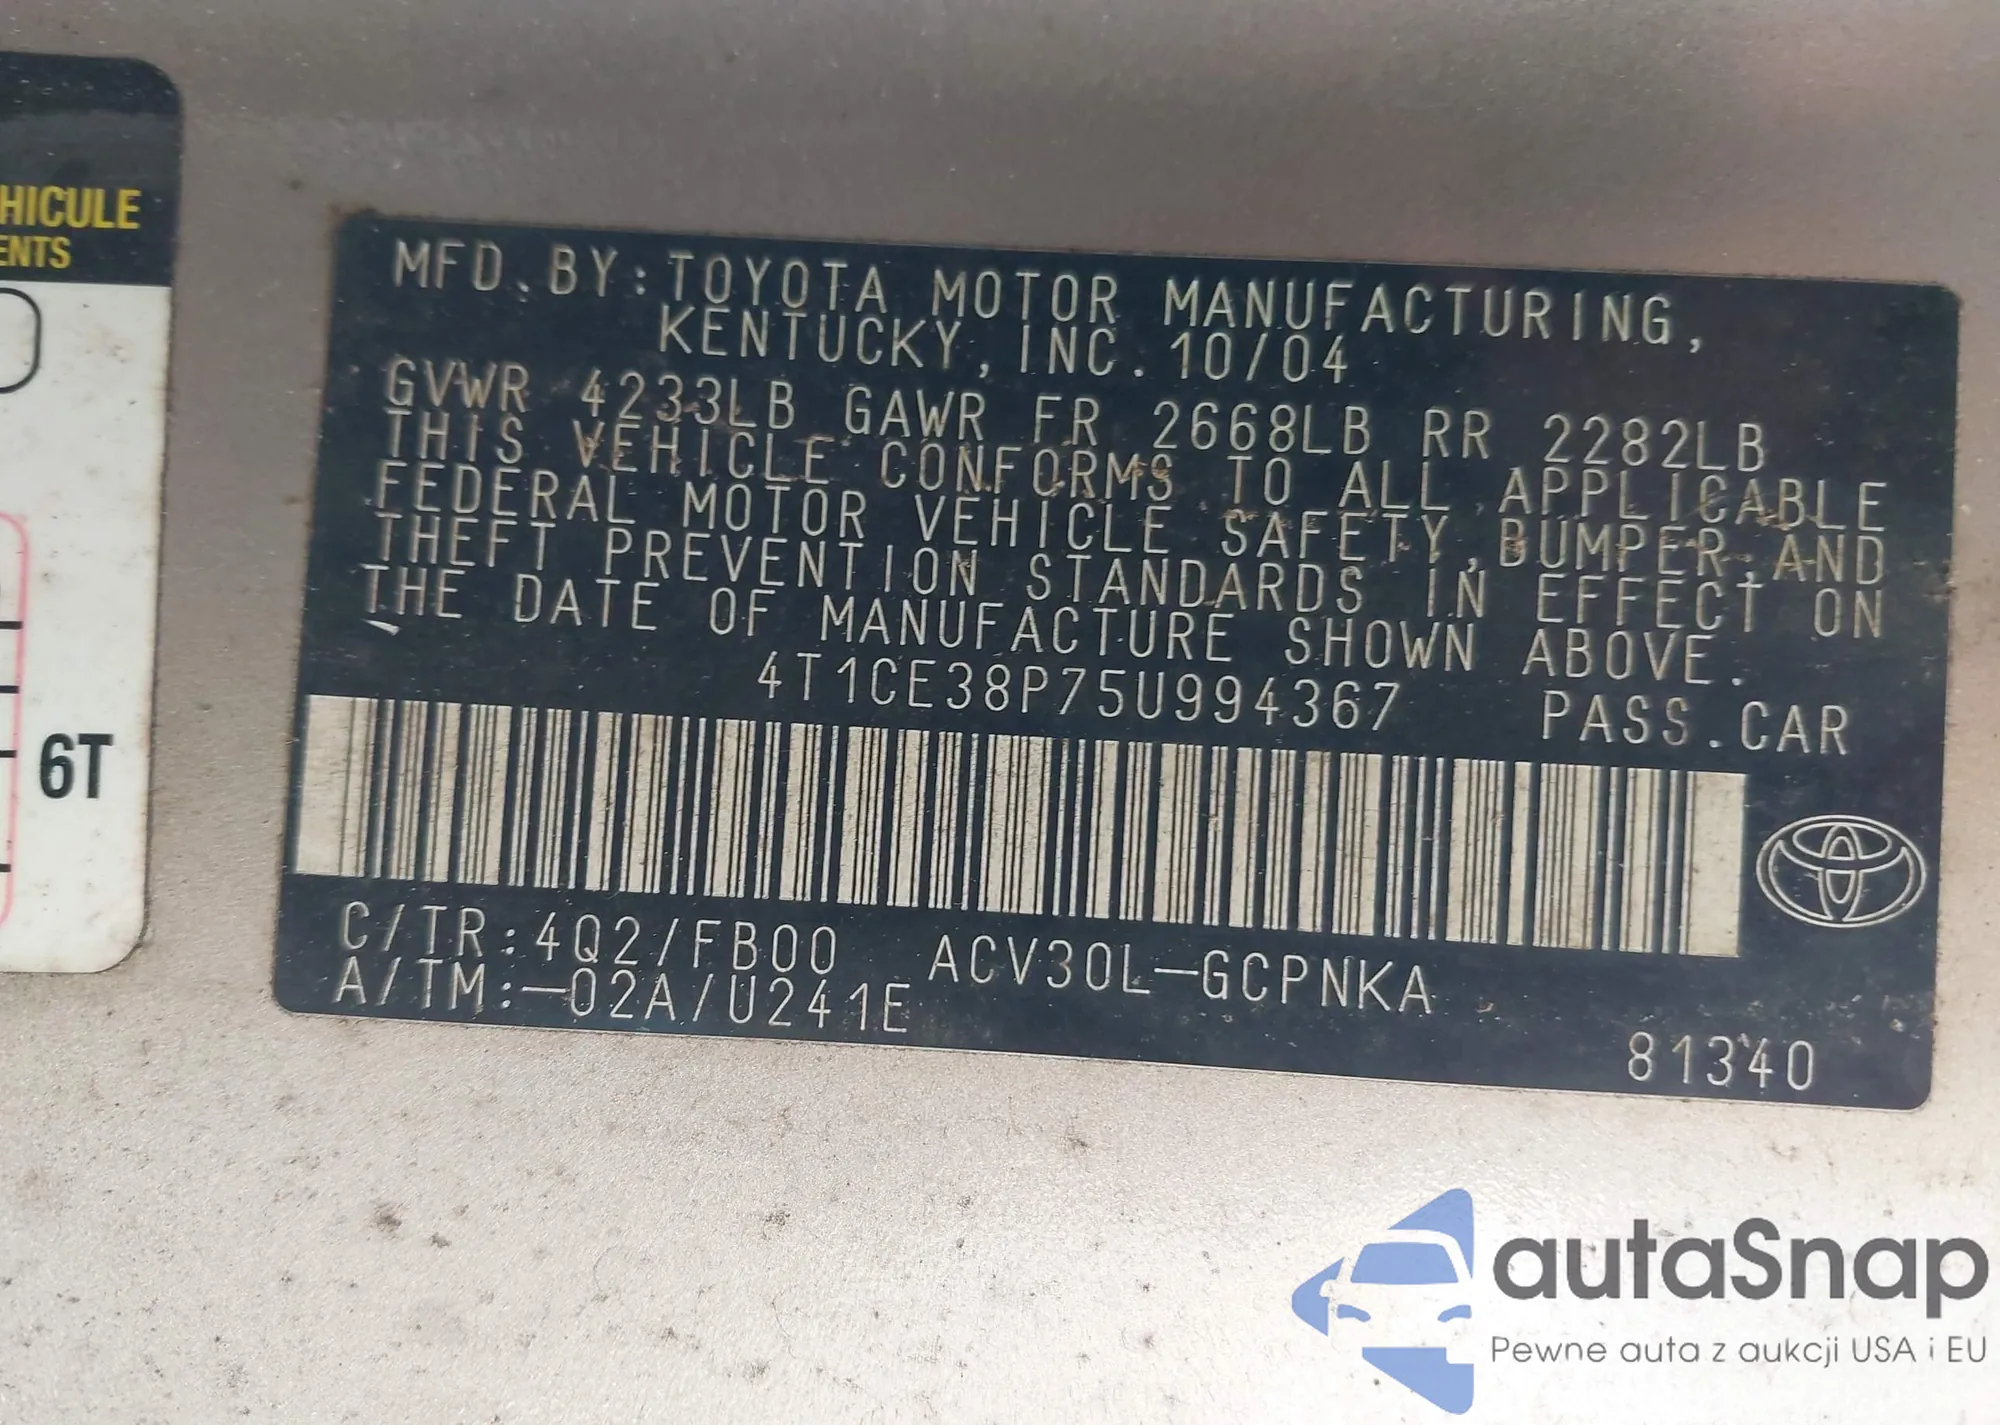 HICULE
ENTS
6T
MFD.BY:TOYOTA MOTOR MANUFACTURING,
KENTUCKY, INC. 10/04
GVWR 4233LB GAWR FR 2668LB RR 2282LB
THIS VEHICLE CONFORMS TO ALL APPLICABLE
FEDERAL MOTOR VEHICLE SAFETY,BUMPER,AND
THEFT PREVENTION STANDARDS IN EFFECT ON
THE DATE OF MANUFACTURE SHOWN ABOVE.
4T1CE38P75U994367 PASS.CAR
C/TR:4Q2/FB00 ACV30L-GCPNKA
A/TM:-02A/U241E
81340
autaSnap
Pewne auta z aukcji USA i EU